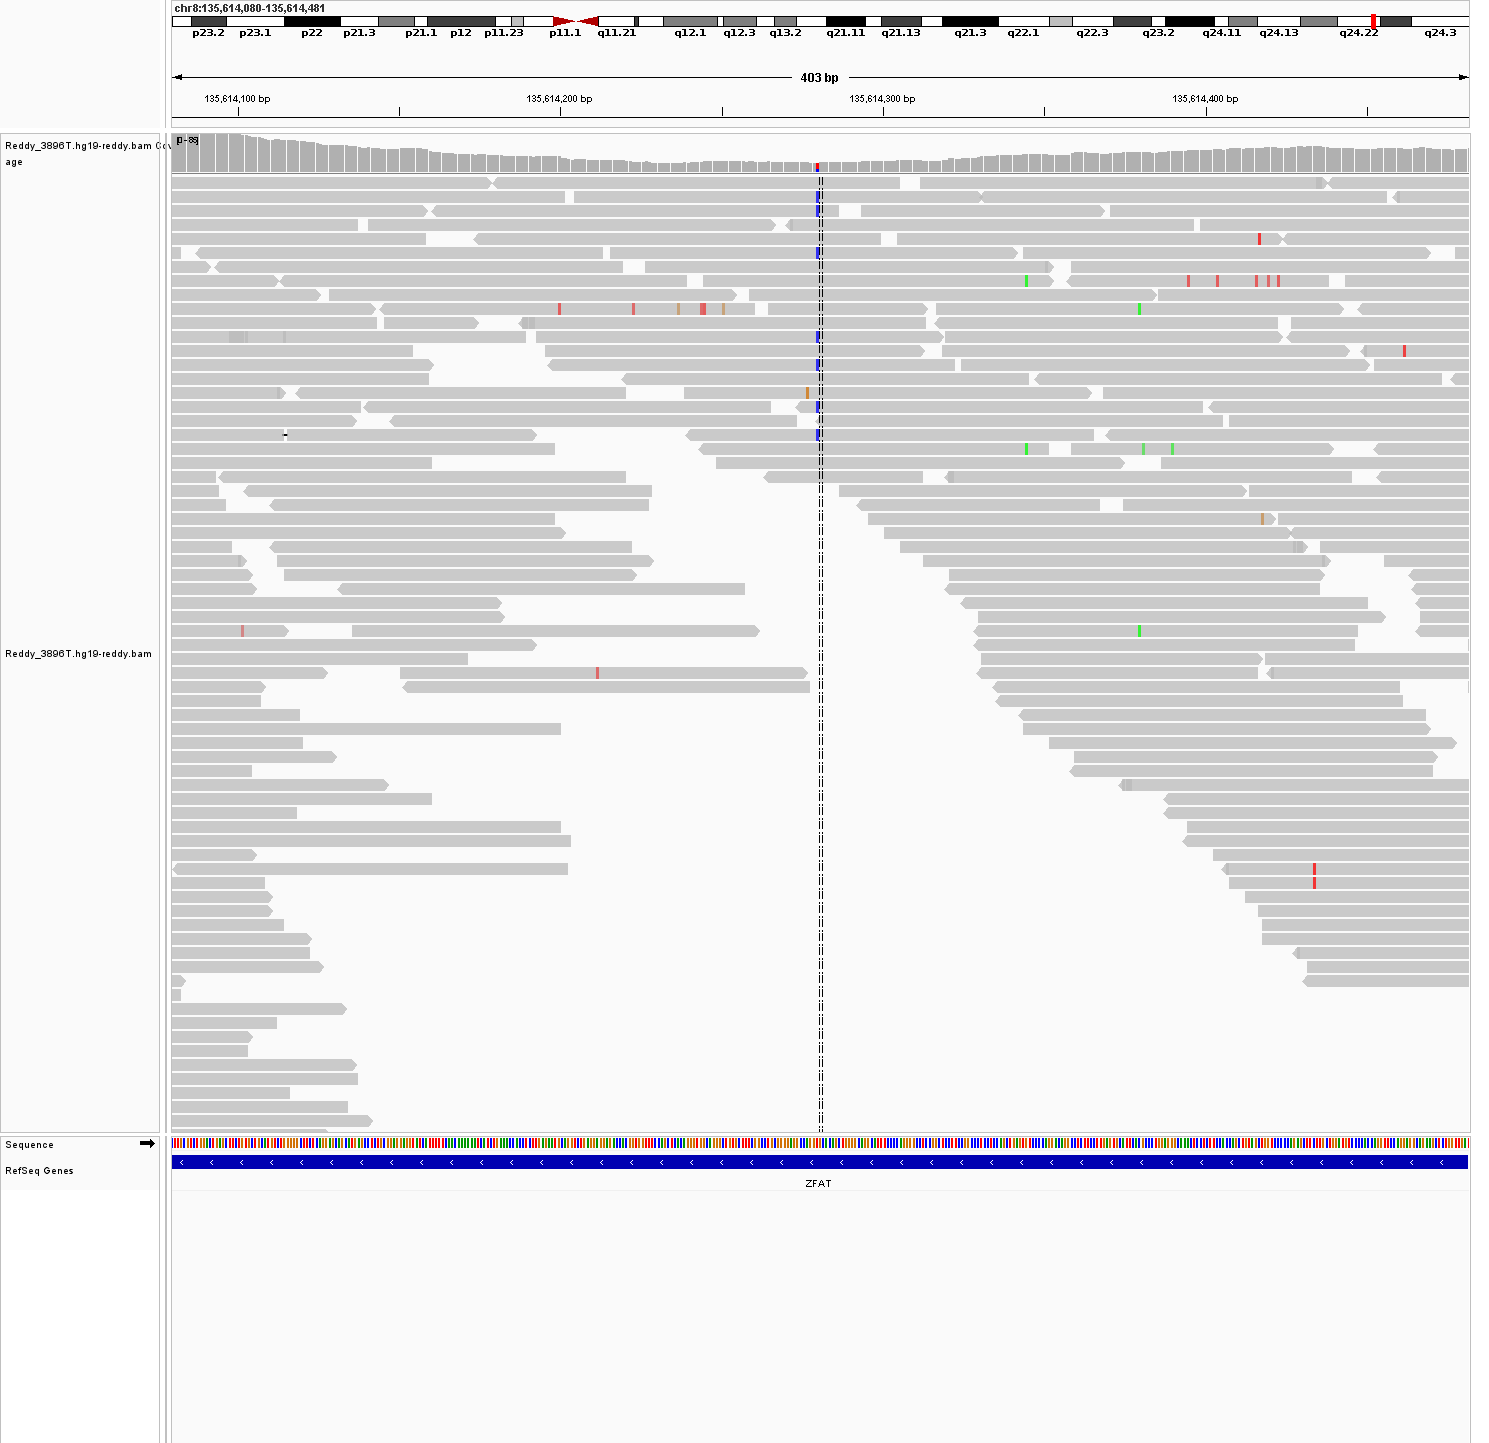 chr8:135,614,080-135,614,481
p23.2 p23.1 p22 p21.3 p21.1 p12 p11.23 p11.1 q11.21 q12.1 q12.3 q13.2 q21.11 q21.13 q21.3 q22.1 q22.3 q23.2 q24.11 q24.13 q24.22 q24.3
403 bp
135,614,100 bp 135,614,200 bp 135,614,300 bp 135,614,400 bp
Reddy_3896T.hg19-reddy.bam Cov
age
Reddy_3896T.hg19-reddy.bam
Sequence
RefSeq Genes
ZFAT